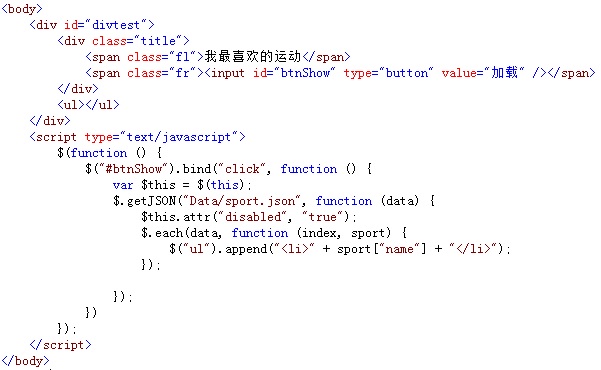 <body>
    <div id="divtest">
        <div class="title">
            <span class="fl">我最喜欢的运动</span>
            <span class="fr"><input id="btnShow" type="button" value="加载" /></span>
        </div>
        <ul></ul>
    </div>
    <script type="text/javascript">
        $(function () {
            $("#btnShow").bind("click", function () {
                var $this = $(this);
                $.getJSON("Data/sport.json", function (data) {
                    $this.attr("disabled", "true");
                    $.each(data, function (index, sport) {
                        $("ul").append("<li>" + sport["name"] + "</li>");
                    });

                });
            })
        });
    </script>
</body>